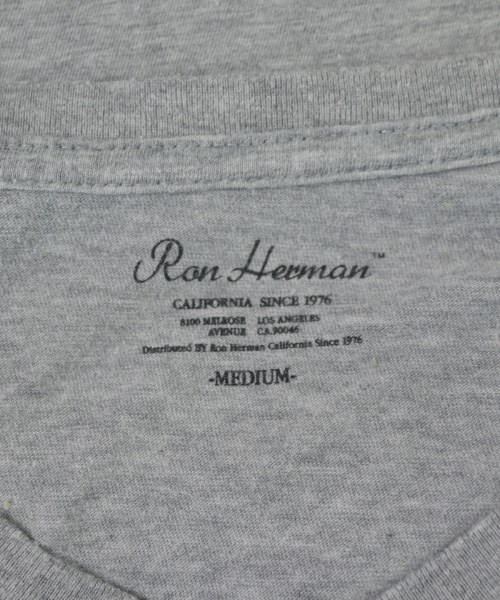 Ron Herman™
CALIFORNIA SINCE 1976
8100 MELROSE LOS ANGELES
AVENUE CA.90046
Distributed BY Ron Herman California Since 1976
-MEDIUM-